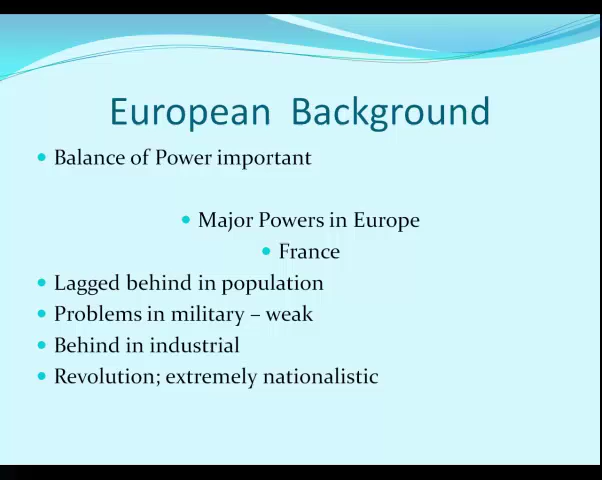 European Background
• Balance of Power important
• Major Powers in Europe
• France
• Lagged behind in population
• Problems in military – weak
• Behind in industrial
• Revolution; extremely nationalistic